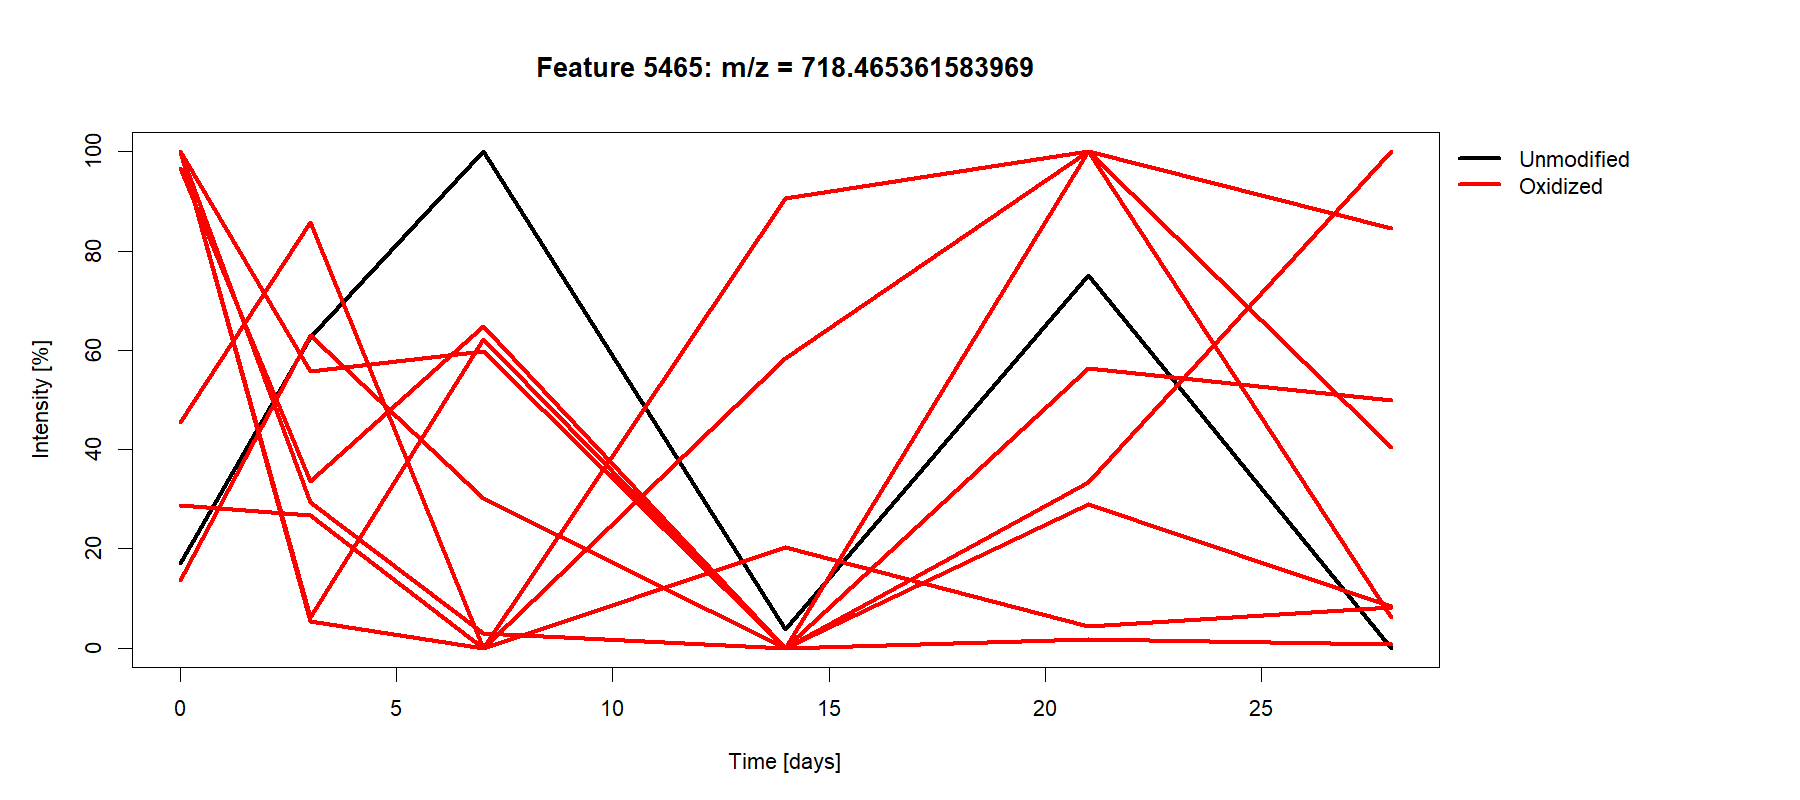 Feature 5465: m/z = 718.465361583969
Unmodified
Oxidized
Intensity [%]
100
80
60
40
20
0
0 5 10 15 20 25
Time [days]